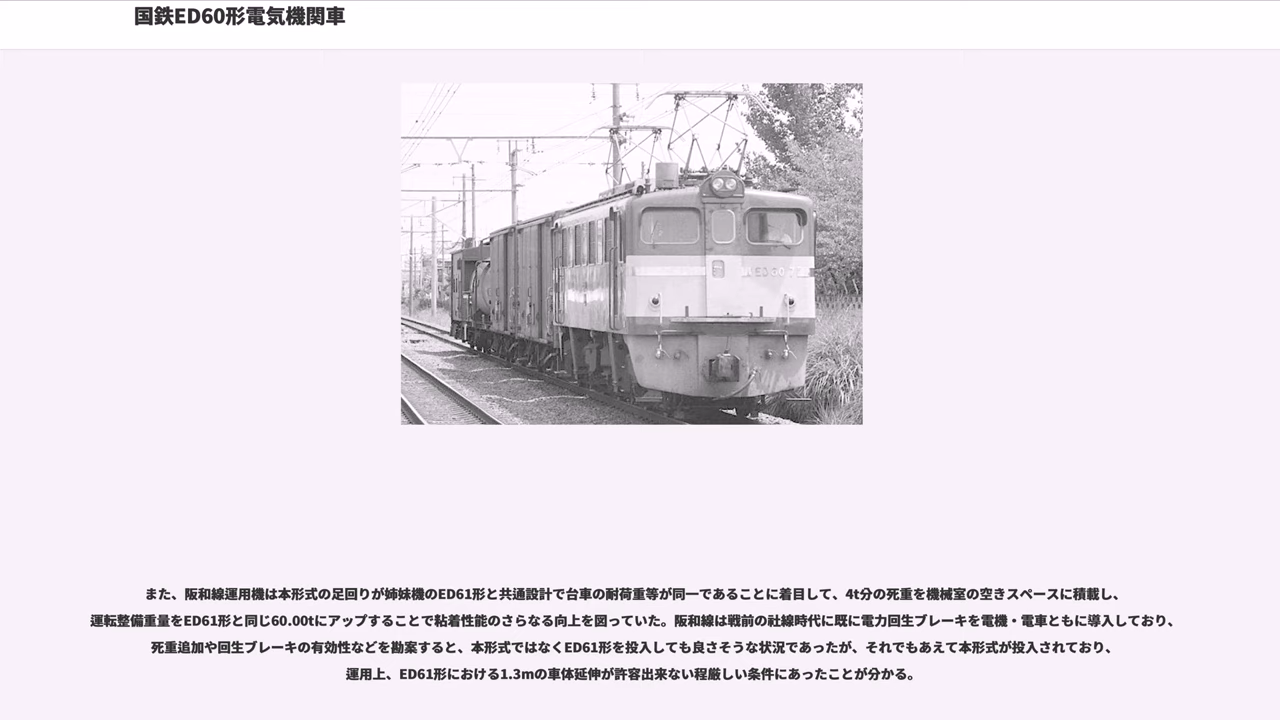 国鉄ED60形電気機関車
また、阪和線運用機は本形式の足回りが姉妹機のED61形と共通設計で台車の耐荷重等が同一であることに着目して、4t分の死重を機械室の空きスペースに積載し、
運転整備重量をED61形と同じ60.00tにアップすることで粘着性能のさらなる向上を図っていた。阪和線は戦前の社線時代に既に電力回生ブレーキを電機・電車ともに導入しており、
死重追加や回生ブレーキの有効性などを勘案すると、本形式ではなくED61形を投入しても良さそうな状況であったが、それでもあえて本形式が投入されており、
運用上、ED61形における1.3mの車体延伸が許容出来ない程厳しい条件にあったことが分かる。